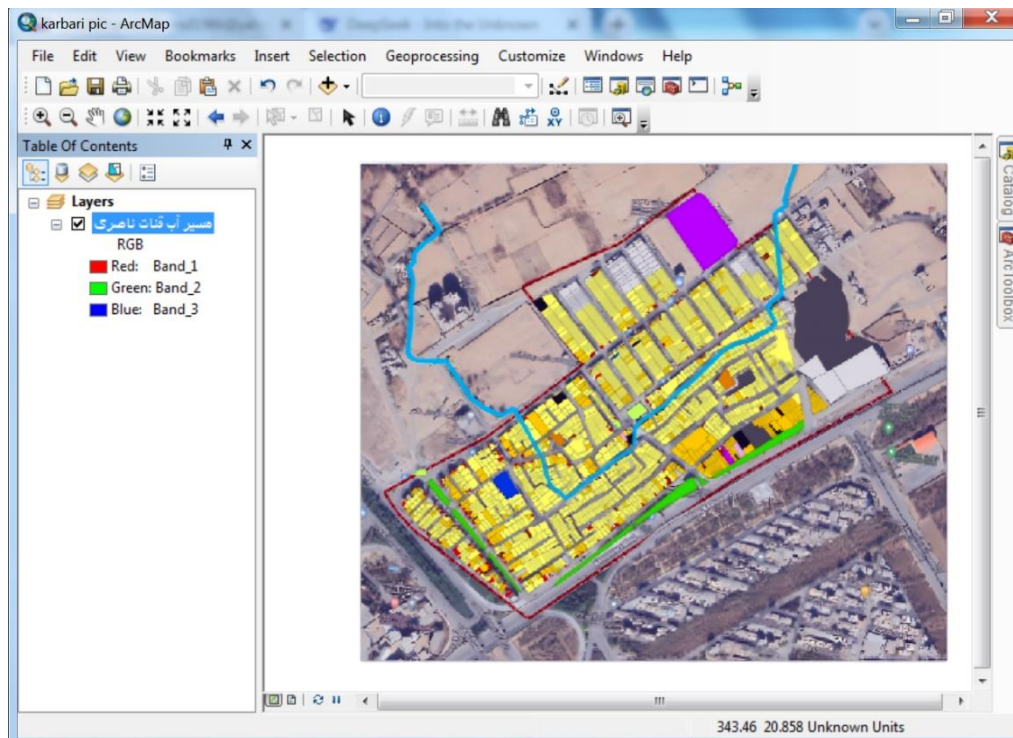 karbari pic - ArcMap
File Edit View Bookmarks Insert Selection Geoprocessing Customize Windows Help
Table Of Contents
Layers
مسیر آب قنات ناصری
RGB
Red: Band_1
Green: Band_2
Blue: Band_3
Catalog
ArcToolbox
343.46 20.858 Unknown Units